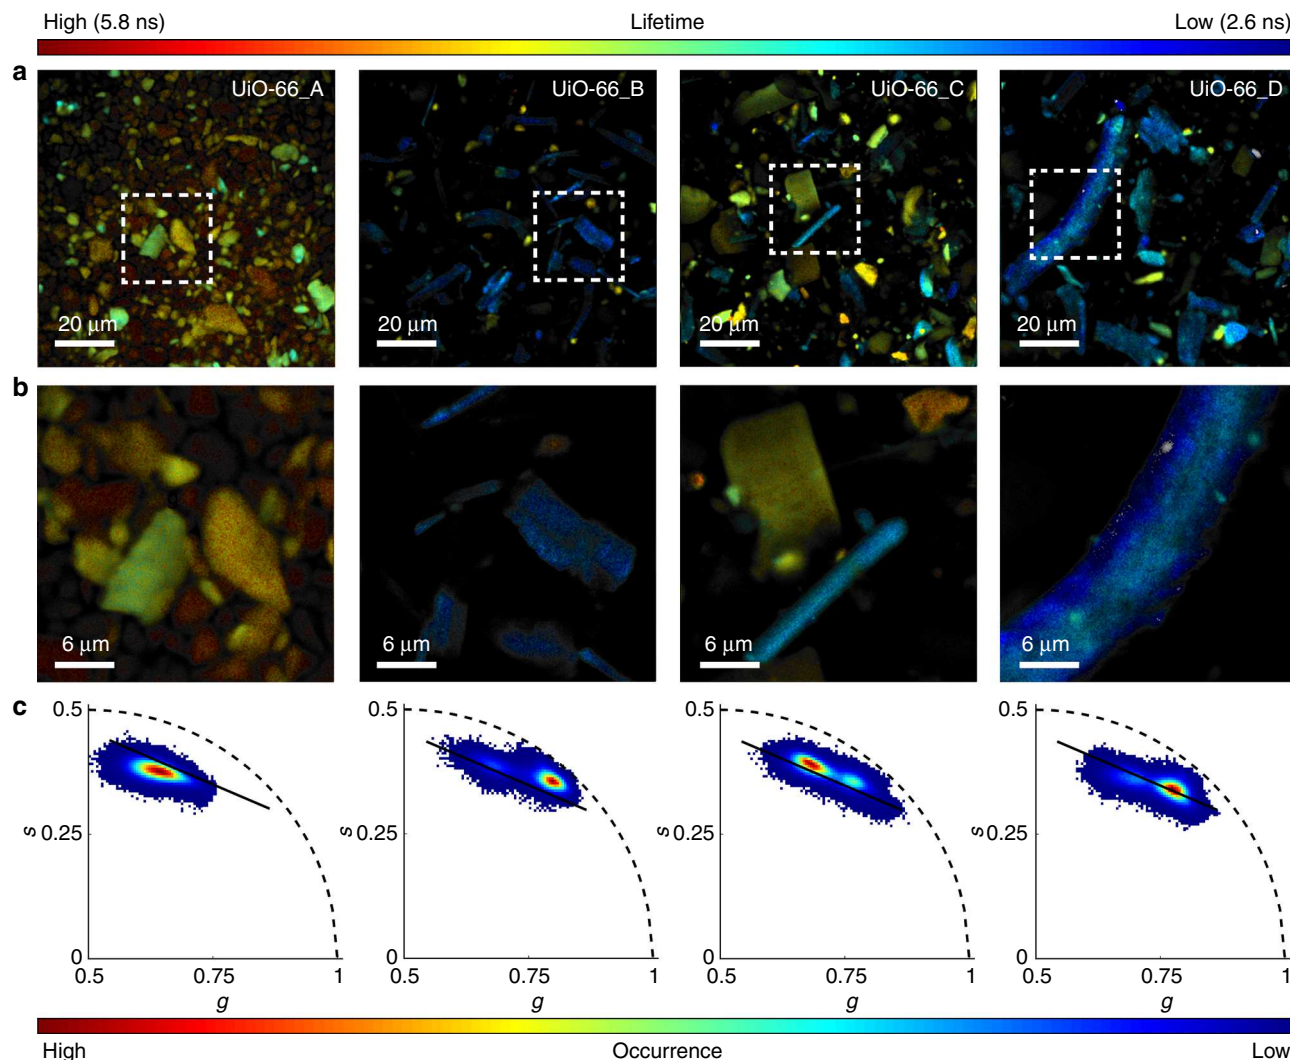 High (5.8 ns) Lifetime Low (2.6 ns)
a
UiO-66_A UiO-66_B UiO-66_C UiO-66_D
20 μm 20 μm 20 μm 20 μm
b
6 μm 6 μm 6 μm 6 μm
c
0.5 0.5 0.5 0.5
s 0.25 s 0.25 s 0.25 s 0.25
0 0 0 0
0.5 0.75 1 0.5 0.75 1 0.5 0.75 1 0.5 0.75 1
g g g g
High Occurrence Low